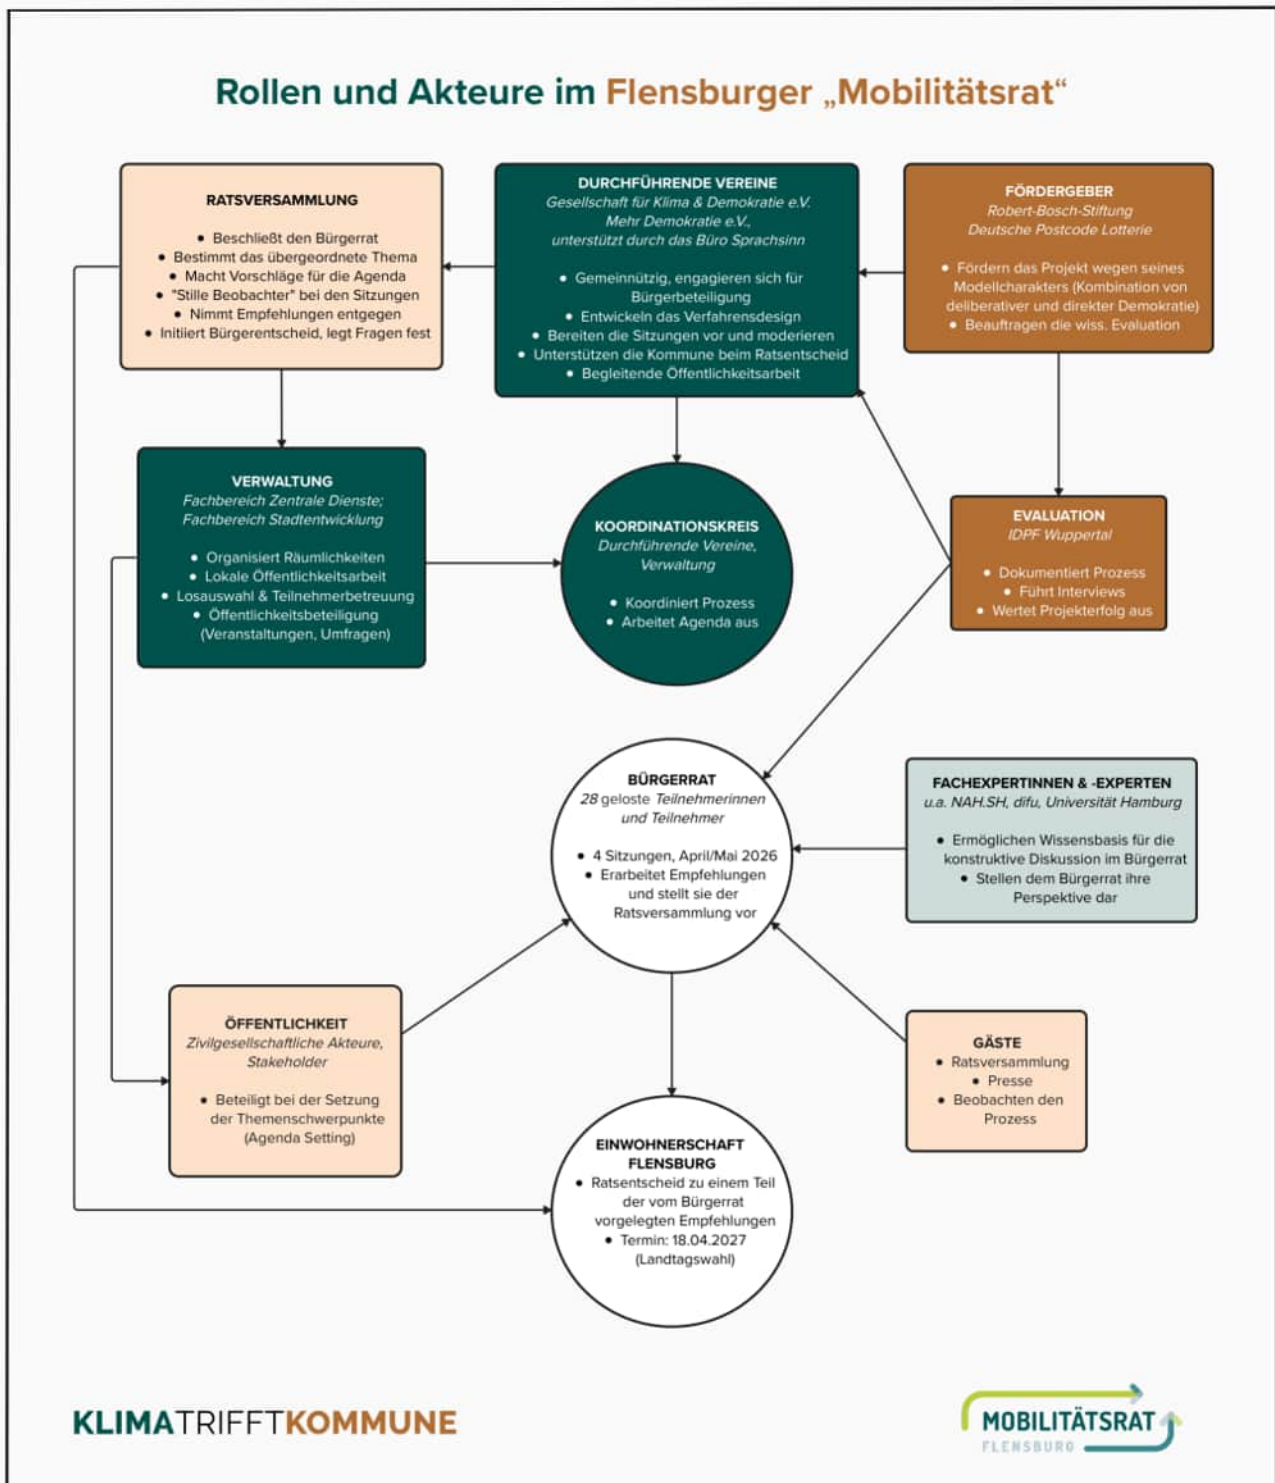 Rollen und Akteure im Flensburger „Mobilitätsrat“
RATSVERSAMMLUNG
• Beschließt den Bürgerrat
• Bestimmt das übergeordnete Thema
• Macht Vorschläge für die Agenda
• "Stille Beobachter" bei den Sitzungen
• Nimmt Empfehlungen entgegen
• Initiiert Bürgerentscheid, legt Fragen fest
DURCHFÜHRENDE VEREINE
Gesellschaft für Klima & Demokratie e.V.
Mehr Demokratie e.V.,
unterstützt durch das Büro Sprachsinn
• Gemeinnützig, engagieren sich für
Bürgerbeteiligung
• Entwickeln das Verfahrensdesign
• Bereiten die Sitzungen vor und moderieren
• Unterstützen die Kommune beim Ratsentscheid
• Begleitende Öffentlichkeitsarbeit
FÖRDERGEBER
Robert-Bosch-Stiftung
Deutsche Postcode Lotterie
• Fördern das Projekt wegen seines
Modellcharakters (Kombination von
deliberativer und direkter Demokratie)
• Beauftragen die wiss. Evaluation
VERWALTUNG
Fachbereich Zentrale Dienste;
Fachbereich Stadtentwicklung
• Organisiert Räumlichkeiten
• Lokale Öffentlichkeitsarbeit
• Losauswahl & Teilnehmerbetreuung
• Öffentlichkeitsbeteiligung
(Veranstaltungen, Umfragen)
KOORDINATIONSKREIS
Durchführende Vereine,
Verwaltung
• Koordiniert Prozess
• Arbeitet Agenda aus
EVALUATION
IDPF Wuppertal
• Dokumentiert Prozess
• Führt Interviews
• Wertet Projekterfolg aus
BÜRGERRAT
28 geloste Teilnehmerinnen
und Teilnehmer
• 4 Sitzungen, April/Mai 2026
• Erarbeitet Empfehlungen
und stellt sie der
Ratsversammlung vor
FACHEXPERTINNEN & -EXPERTEN
u.a. NAH.SH, difu, Universität Hamburg
• Ermöglichen Wissensbasis für die
konstruktive Diskussion im Bürgerrat
• Stellen dem Bürgerrat ihre
Perspektive dar
ÖFFENTLICHKEIT
Zivilgesellschaftliche Akteure,
Stakeholder
• Beteiligt bei der Setzung
der Themenschwerpunkte
(Agenda Setting)
GÄSTE
• Ratsversammlung
• Presse
• Beobachten den
Prozess
EINWOHNERSCHAFT
FLENSBURG
• Ratsentscheid zu einem Teil
der vom Bürgerrat
vorgelegten Empfehlungen
• Termin: 18.04.2027
(Landtagswahl)
KLIMATRIFFTKOMMUNE
MOBILITÄTSRAT
FLENSBURG